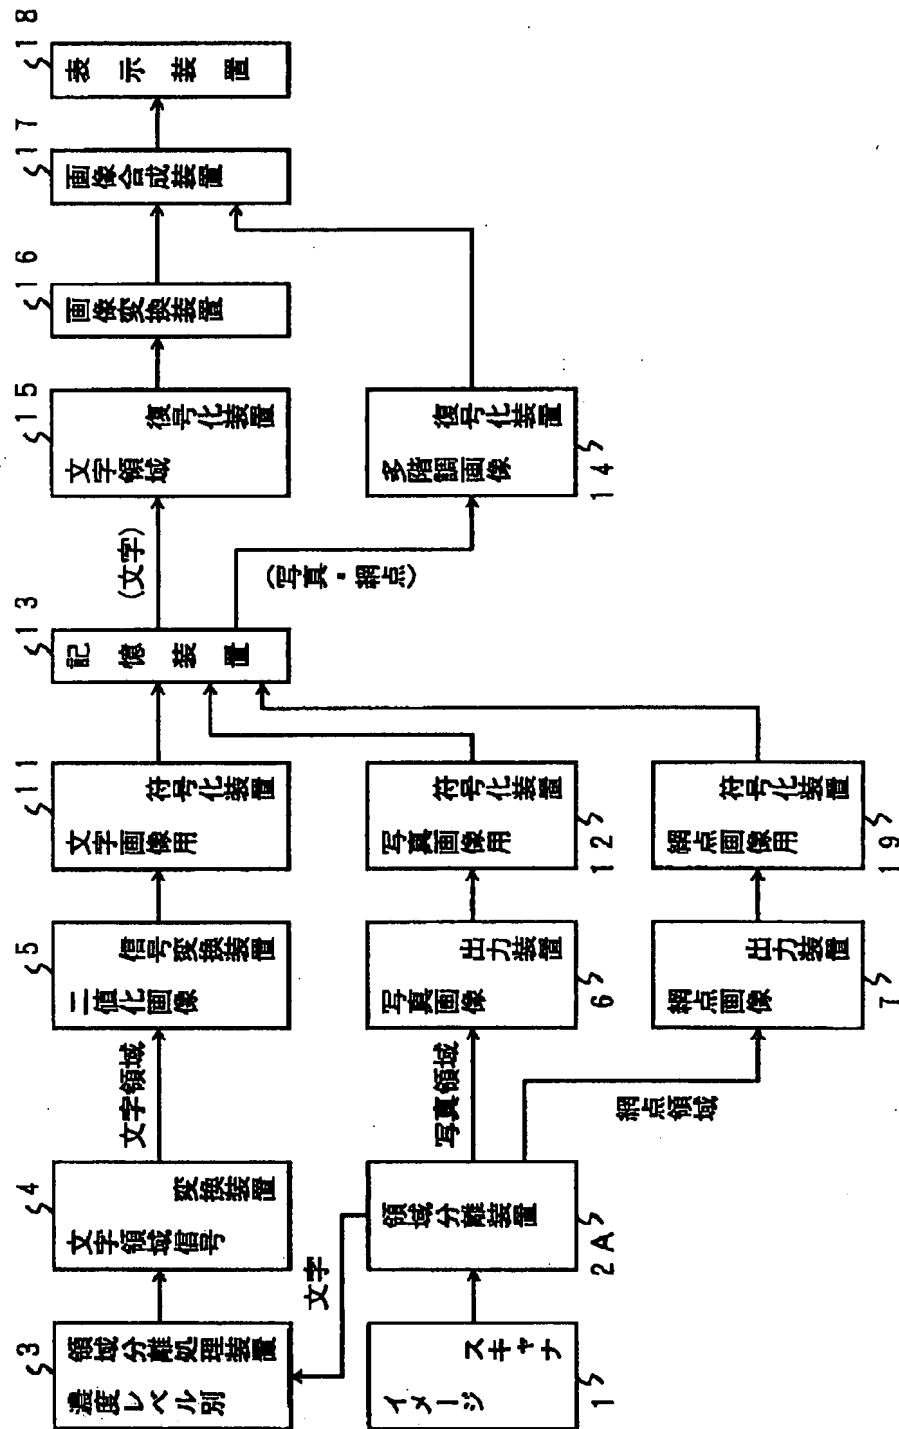 イメージ
スキャナ
1
領域分離装置
2A
文字
濃度レベル別
領域分離処理装置
3
文字領域信号
変換装置
4
文字領域
二値化画像
信号変換装置
5
文字画像用
符号化装置
11
写真領域
写真画像
出力装置
6
写真画像用
符号化装置
12
網点領域
網点画像
出力装置
7
網点画像用
符号化装置
19
記憶装置
13
(文字)
(写真・網点)
文字領域
復号化装置
15
多階調画像
復号化装置
14
画像変換装置
16
画像合成装置
17
表示装置
18